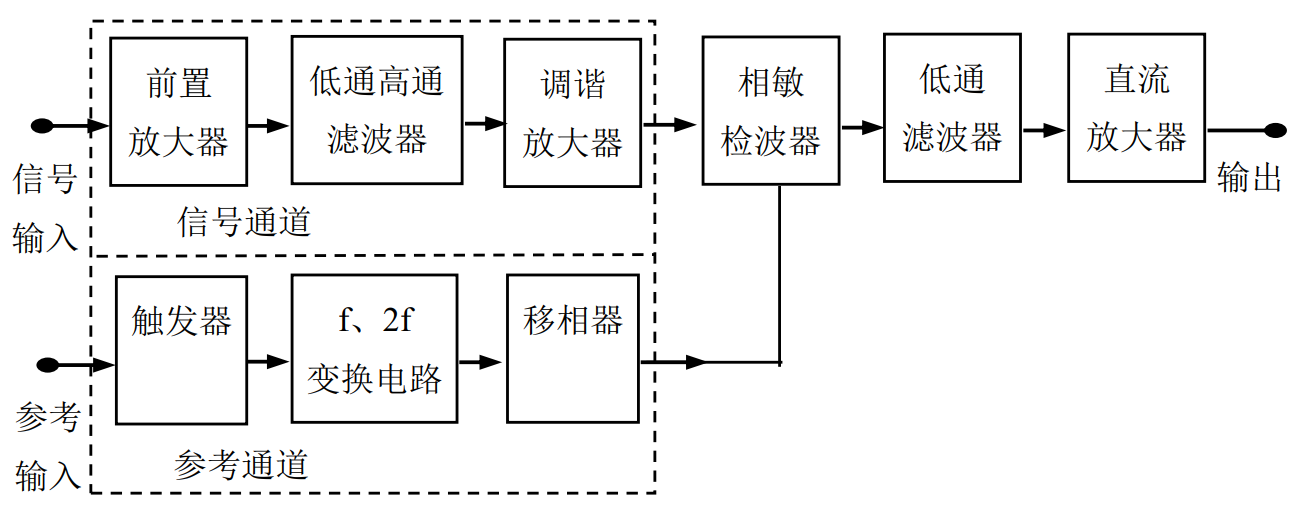 前置
放大器
低通高通
滤波器
调谐
放大器
相敏
检波器
低通
滤波器
直流
放大器
信号
输入
信号通道
输出
触发器
f、2f
变换电路
移相器
参考
输入
参考通道